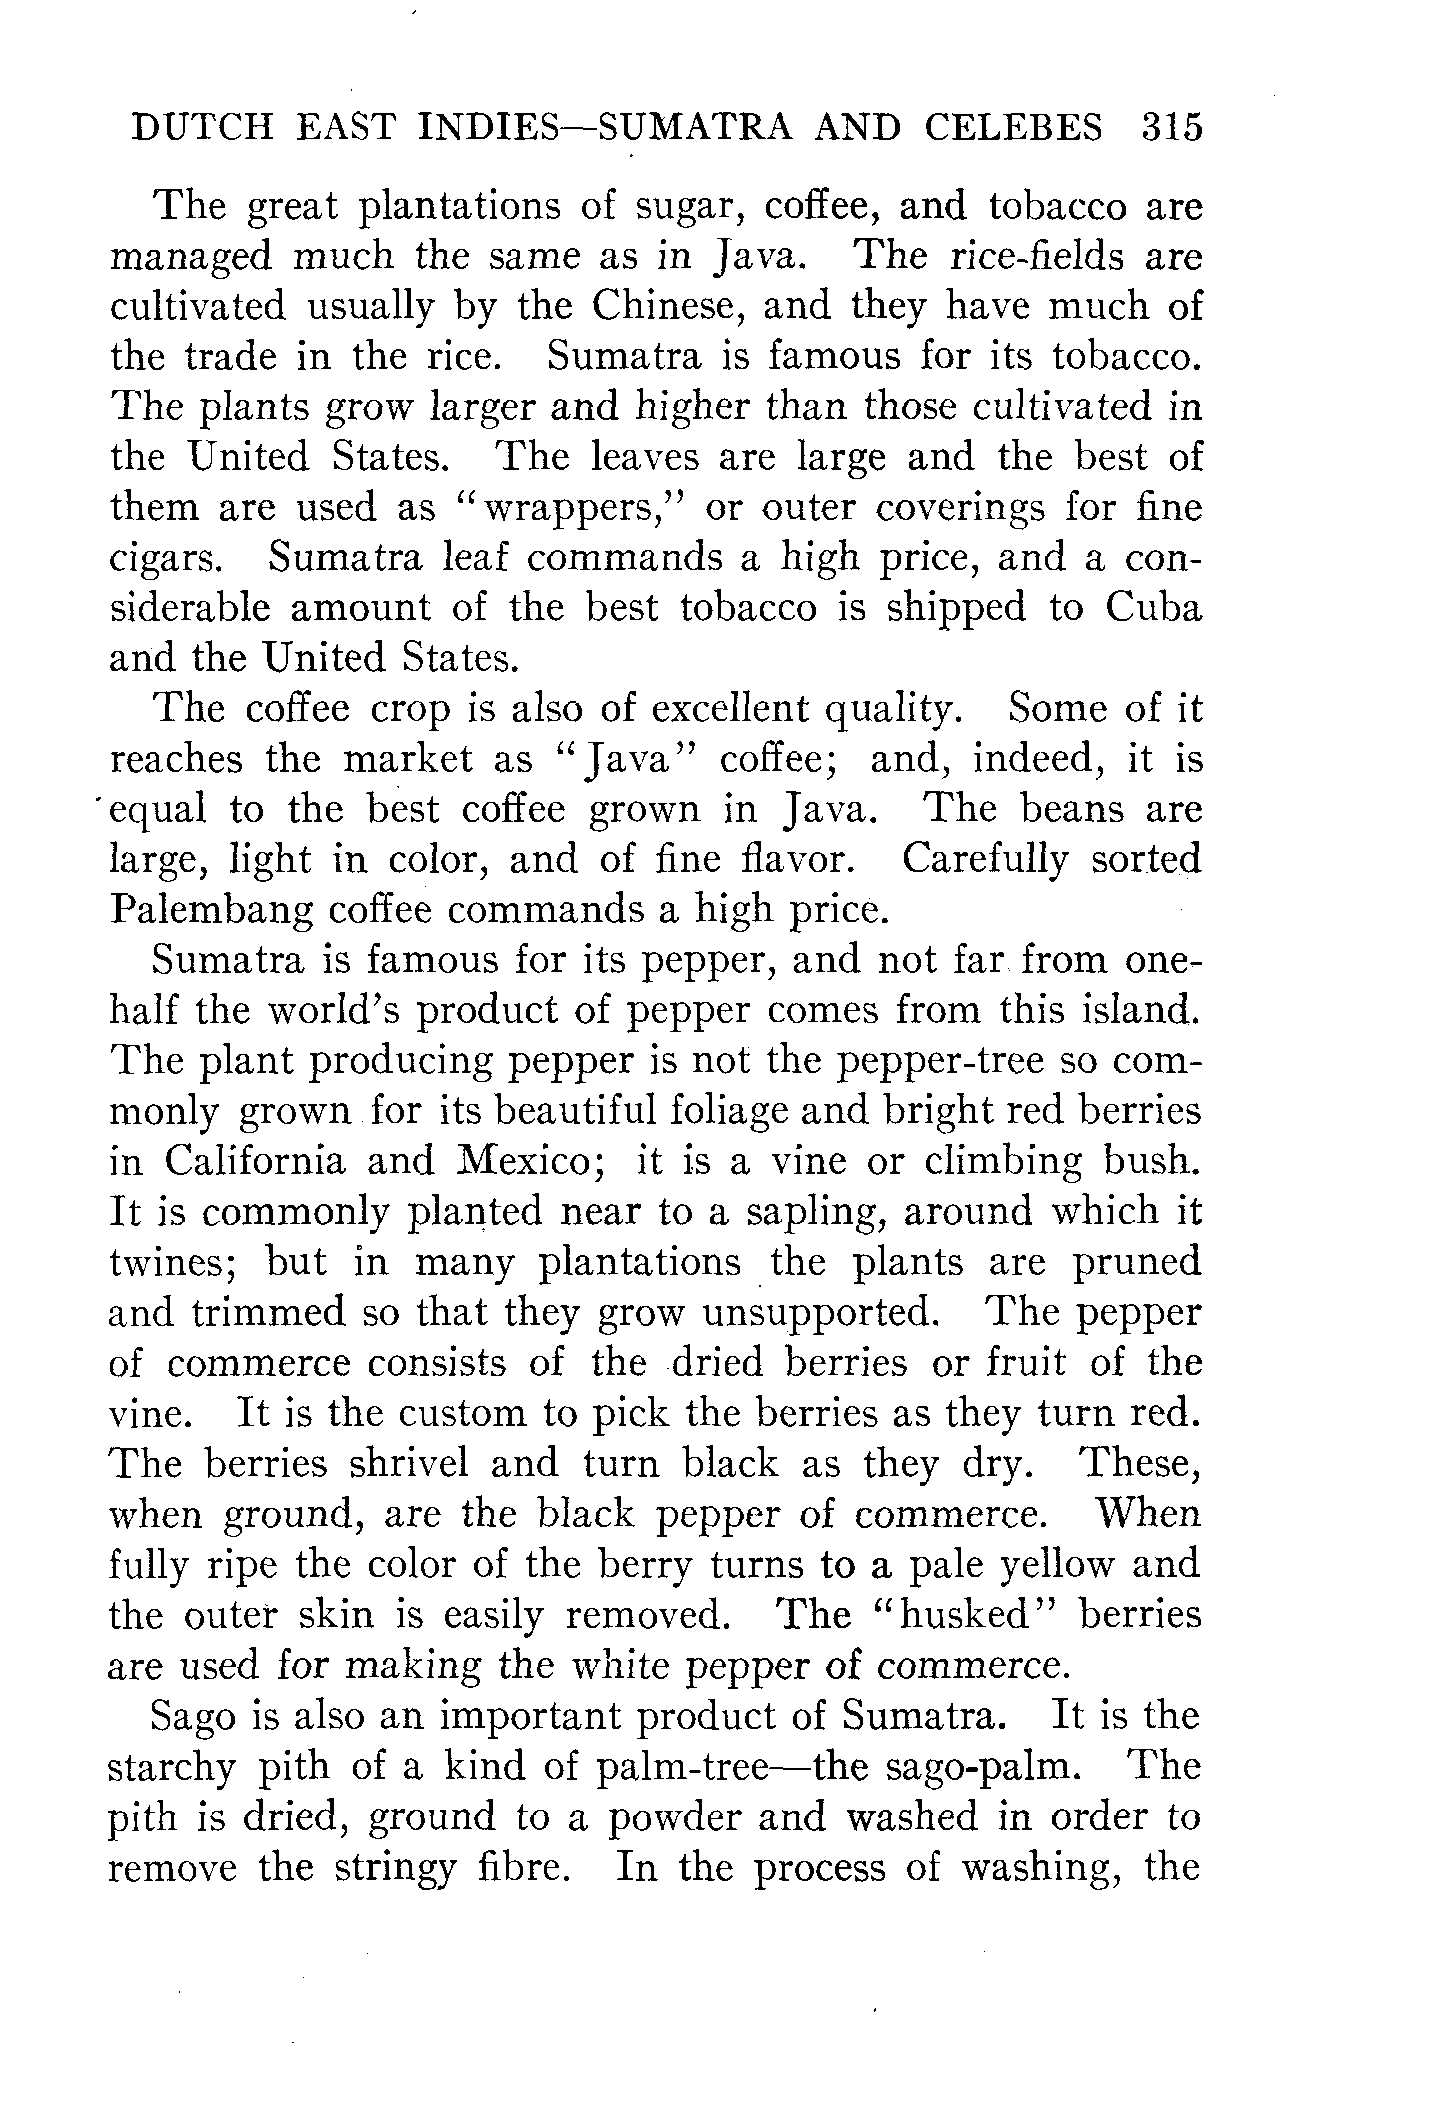 DUTCH EAST INDIES—SUMATRA AND CELEBES 315
The great plantations of sugar, coffee, and tobacco are
managed much the same as in Java. The rice-fields are
cultivated usually by the Chinese, and they have much of
the trade in the rice. Sumatra is famous for its tobacco.
The plants grow larger and higher than those cultivated in
the United States. The leaves are large and the best of
them are used as "wrappers," or outer coverings for fine
cigars. Sumatra leaf commands a high price, and a con-
siderable amount of the best tobacco is shipped to Cuba
and the United States.
The coffee crop is also of excellent quality. Some of it
reaches the market as "Java" coffee; and, indeed, it is
equal to the best coffee grown in Java. The beans are
large, light in color, and of fine flavor. Carefully sorted
Palembang coffee commands a high price.
Sumatra is famous for its pepper, and not far from one-
half the world's product of pepper comes from this island.
The plant producing pepper is not the pepper-tree so com-
monly grown for its beautiful foliage and bright red berries
in California and Mexico; it is a vine or climbing bush.
It is commonly planted near to a sapling, around which it
twines; but in many plantations the plants are pruned
and trimmed so that they grow unsupported. The pepper
of commerce consists of the dried berries or fruit of the
vine. It is the custom to pick the berries as they turn red.
The berries shrivel and turn black as they dry. These,
when ground, are the black pepper of commerce. When
fully ripe the color of the berry turns to a pale yellow and
the outer skin is easily removed. The "husked" berries
are used for making the white pepper of commerce.
Sago is also an important product of Sumatra. It is the
starchy pith of a kind of palm-tree—the sago-palm. The
pith is dried, ground to a powder and washed in order to
remove the stringy fibre. In the process of washing, the